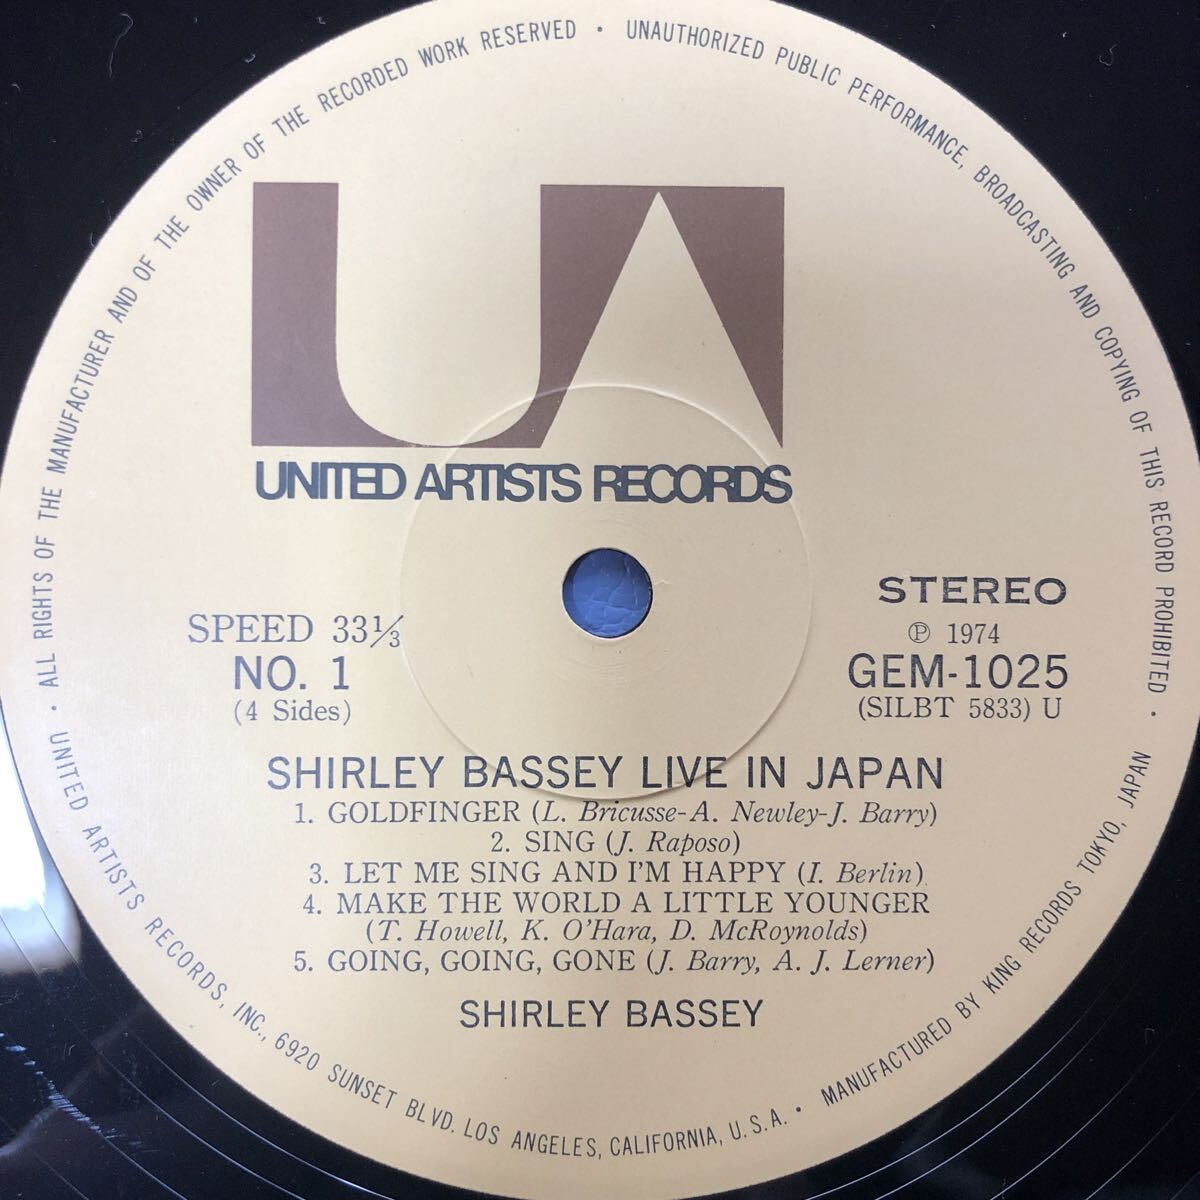 • ALL RIGHTS OF THE MANUFACTURER AND OF THE OWNER OF THE RECORDED WORK RESERVED • UNAUTHORIZED PUBLIC PERFORMANCE, BROADCASTING AND COPYING OF THIS RECORD PROHIBITED •
UA
UNITED ARTISTS RECORDS
SPEED 33⅓
NO. 1
(4 Sides)
STEREO
℗ 1974
GEM-1025
(SILBT 5833) U
SHIRLEY BASSEY LIVE IN JAPAN
1. GOLDFINGER (L. Bricusse-A. Newley-J. Barry)
2. SING (J. Raposo)
3. LET ME SING AND I'M HAPPY (I. Berlin)
4. MAKE THE WORLD A LITTLE YOUNGER
(T. Howell, K. O'Hara, D. McRoynolds)
5. GOING, GOING, GONE (J. Barry, A. J. Lerner)
SHIRLEY BASSEY
UNITED ARTISTS RECORDS, INC., 6920 SUNSET BLVD. LOS ANGELES, CALIFORNIA, U.S.A. • MANUFACTURED BY KING RECORDS TOKYO, JAPAN